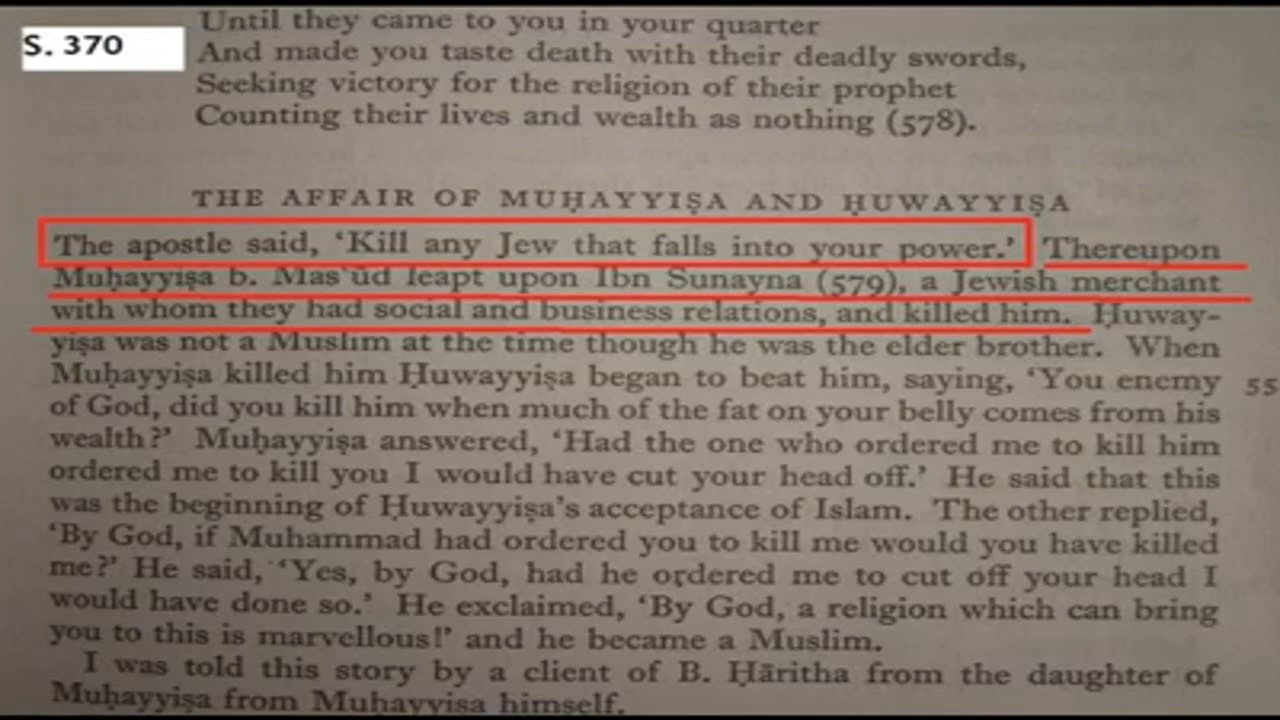 S. 370
Until they came to you in your quarter
And made you taste death with their deadly swords,
Seeking victory for the religion of their prophet
Counting their lives and wealth as nothing (578).
THE AFFAIR OF MUḤAYYIṢA AND ḤUWAYYIṢA
The apostle said, ‘Kill any Jew that falls into your power.’ Thereupon
Muḥayyiṣa b. Mas‘ūd leapt upon Ibn Sunayna (579), a Jewish merchant
with whom they had social and business relations, and killed him. Ḥuway-
yiṣa was not a Muslim at the time though he was the elder brother. When
Muḥayyiṣa killed him Ḥuwayyiṣa began to beat him, saying, ‘You enemy
55
of God, did you kill him when much of the fat on your belly comes from his
wealth?’ Muḥayyiṣa answered, ‘Had the one who ordered me to kill him
ordered me to kill you I would have cut your head off.’ He said that this
was the beginning of Ḥuwayyiṣa’s acceptance of Islam. The other replied,
‘By God, if Muhammad had ordered you to kill me would you have killed
me?’ He said, ‘Yes, by God, had he ordered me to cut off your head I
would have done so.’ He exclaimed, ‘By God, a religion which can bring
you to this is marvellous!’ and he became a Muslim.
I was told this story by a client of B. Ḥāritha from the daughter of
Muḥayyiṣa from Muḥayyiṣa himself.